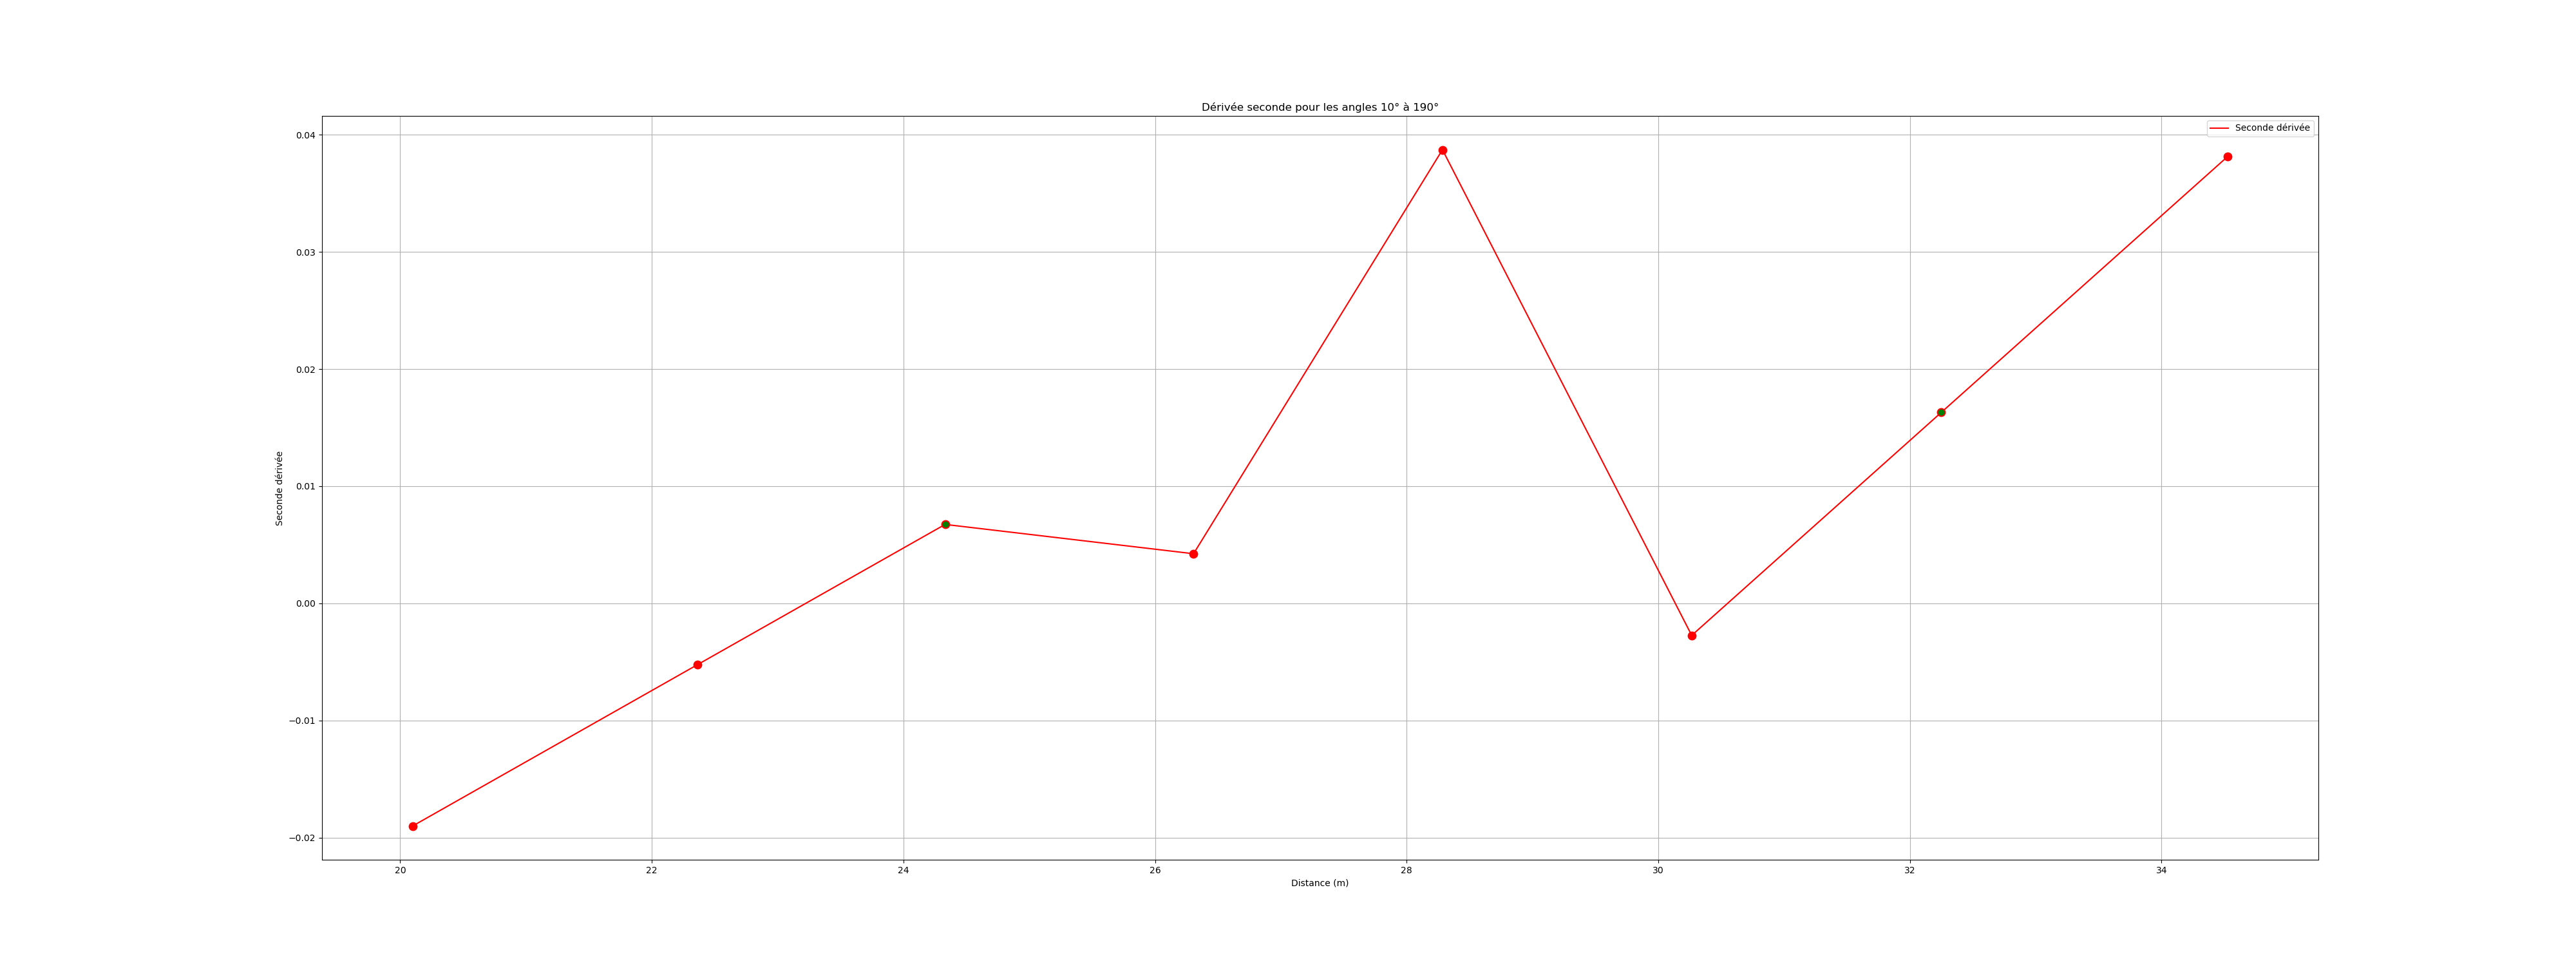 Dérivée seconde pour les angles 10° à 190°
Seconde dérivée
0.04
0.03
0.02
0.01
0.00
−0.01
−0.02
Seconde dérivée
20 22 24 26 28 30 32 34
Distance (m)